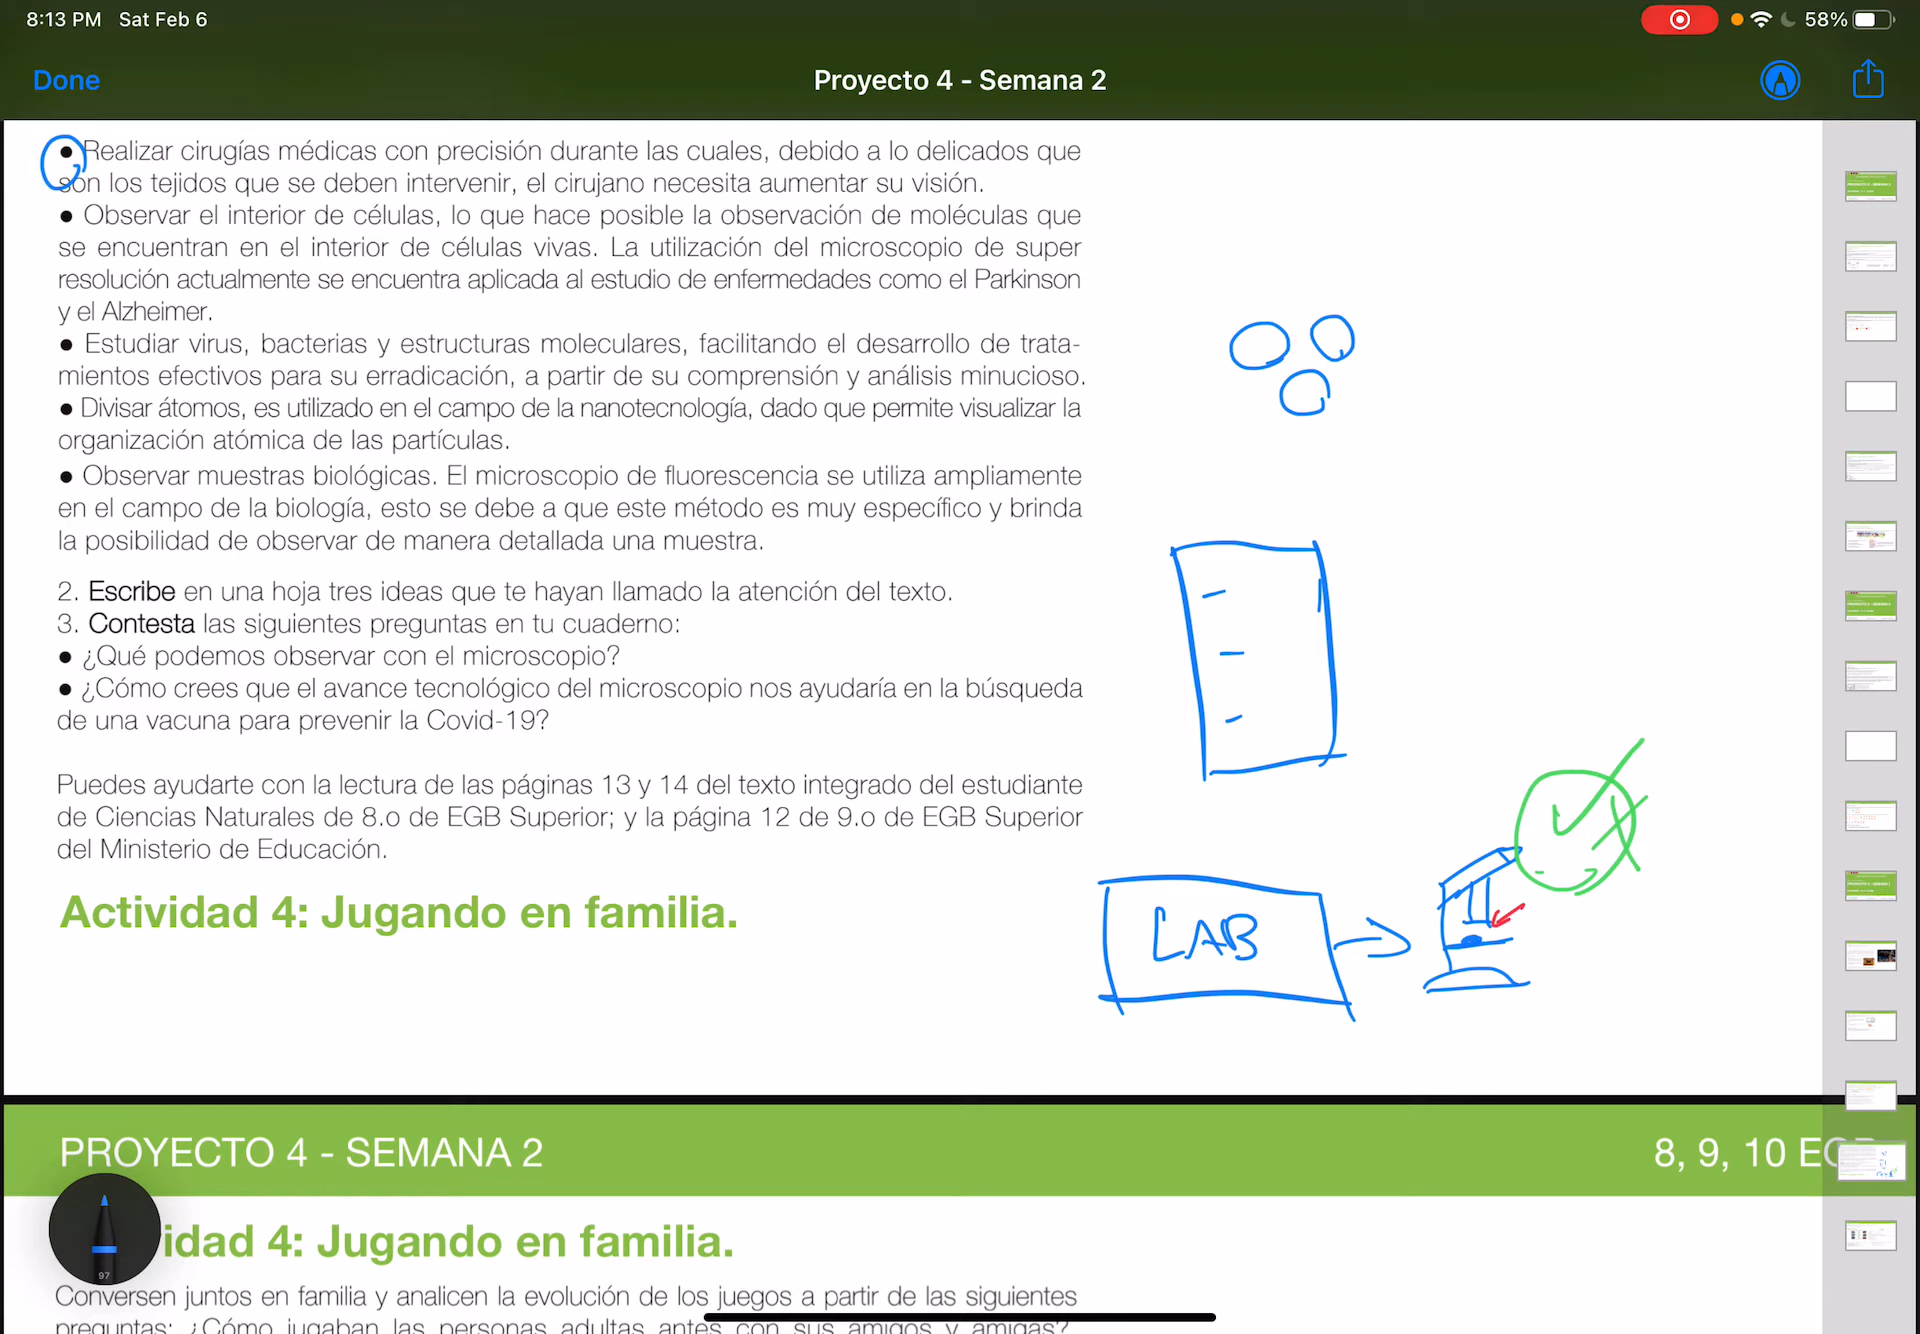 8:13 PM Sat Feb 6
58%
Done
Proyecto 4 - Semana 2
● Realizar cirugías médicas con precisión durante las cuales, debido a lo delicados que
son los tejidos que se deben intervenir, el cirujano necesita aumentar su visión.
● Observar el interior de células, lo que hace posible la observación de moléculas que
se encuentran en el interior de células vivas. La utilización del microscopio de super
resolución actualmente se encuentra aplicada al estudio de enfermedades como el Parkinson
y el Alzheimer.
● Estudiar virus, bacterias y estructuras moleculares, facilitando el desarrollo de trata-
mientos efectivos para su erradicación, a partir de su comprensión y análisis minucioso.
● Divisar átomos, es utilizado en el campo de la nanotecnología, dado que permite visualizar la
organización atómica de las partículas.
● Observar muestras biológicas. El microscopio de fluorescencia se utiliza ampliamente
en el campo de la biología, esto se debe a que este método es muy específico y brinda
la posibilidad de observar de manera detallada una muestra.
2. Escribe en una hoja tres ideas que te hayan llamado la atención del texto.
3. Contesta las siguientes preguntas en tu cuaderno:
● ¿Qué podemos observar con el microscopio?
● ¿Cómo crees que el avance tecnológico del microscopio nos ayudaría en la búsqueda
de una vacuna para prevenir la Covid-19?
Puedes ayudarte con la lectura de las páginas 13 y 14 del texto integrado del estudiante
de Ciencias Naturales de 8.o de EGB Superior; y la página 12 de 9.o de EGB Superior
del Ministerio de Educación.
Actividad 4: Jugando en familia.
LAB
PROYECTO 4 - SEMANA 2
8, 9, 10 EGB
idad 4: Jugando en familia.
97
Conversen juntos en familia y analicen la evolución de los juegos a partir de las siguientes
preguntas: ¿Cómo jugaban las personas adultas antes con sus amigos y amigas?